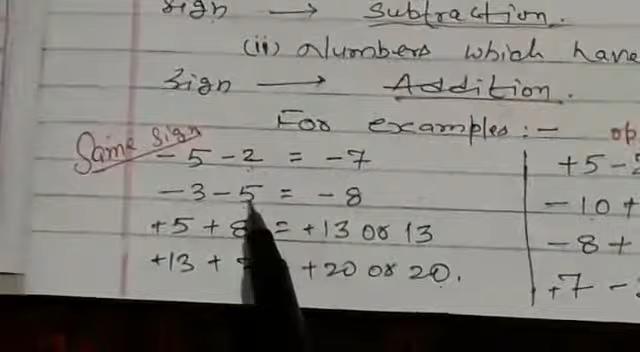 Sign → Subtraction.
(ii) Numbers which have
Sign → Addition.
For examples :- op
Same Sign
-5-2 = -7
-3-5 = -8
+5+8 = +13 or 13
+13+ +20 or 20.
+5-
-10+
-8+
+7-